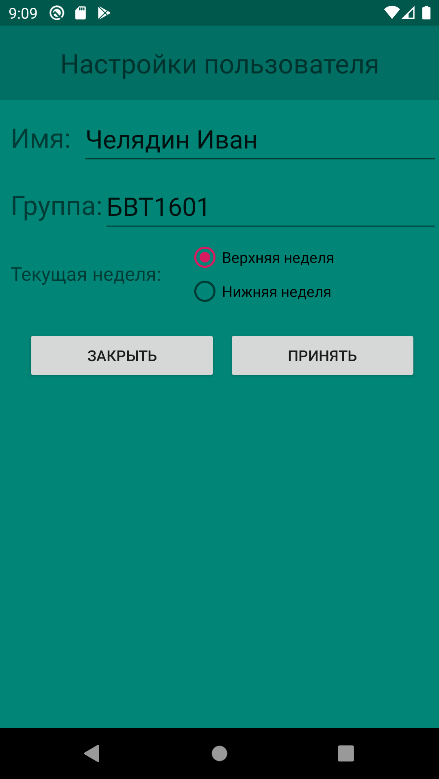 9:09
Настройки пользователя
Имя: Челядин Иван
Группа: БВТ1601
Текущая неделя:
Верхняя неделя
Нижняя неделя
ЗАКРЫТЬ ПРИНЯТЬ